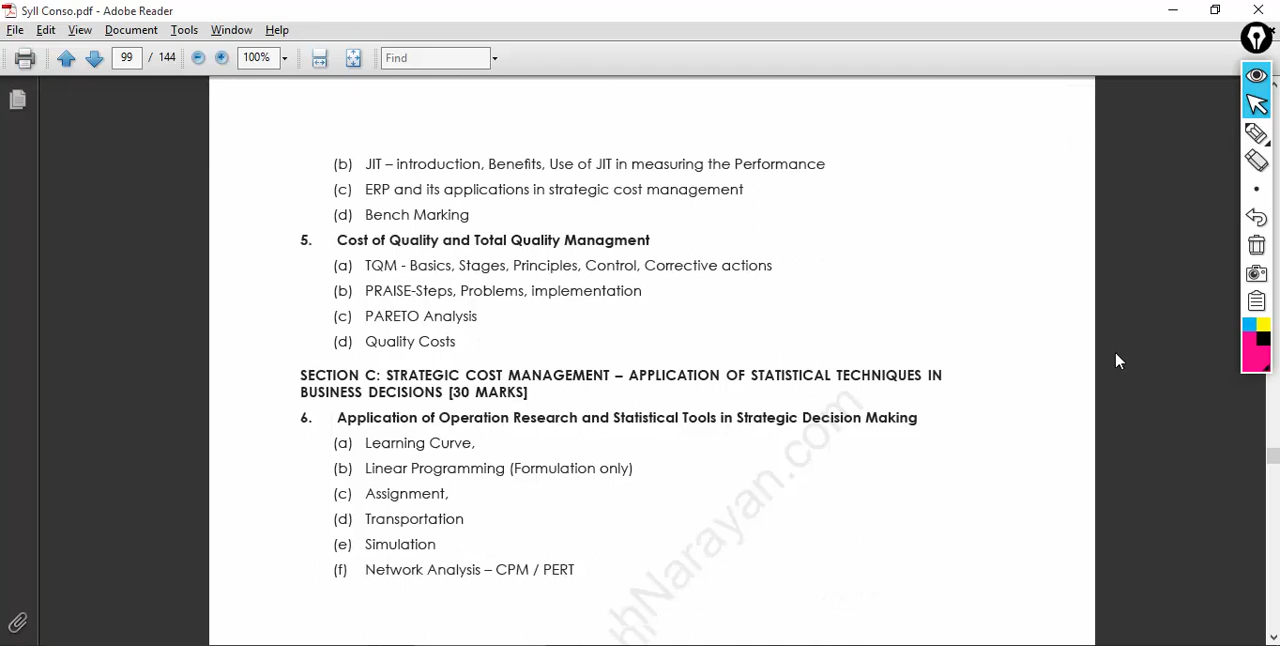 Syll Conso.pdf - Adobe Reader
File Edit View Document Tools Window Help
99 / 144 100% Find
(b) JIT – introduction, Benefits, Use of JIT in measuring the Performance
(c) ERP and its applications in strategic cost management
(d) Bench Marking
5. Cost of Quality and Total Quality Managment
(a) TQM - Basics, Stages, Principles, Control, Corrective actions
(b) PRAISE-Steps, Problems, implementation
(c) PARETO Analysis
(d) Quality Costs
SECTION C: STRATEGIC COST MANAGEMENT – APPLICATION OF STATISTICAL TECHNIQUES IN
BUSINESS DECISIONS [30 MARKS]
6. Application of Operation Research and Statistical Tools in Strategic Decision Making
(a) Learning Curve,
(b) Linear Programming (Formulation only)
(c) Assignment,
(d) Transportation
(e) Simulation
(f) Network Analysis – CPM / PERT
hNarayan.com